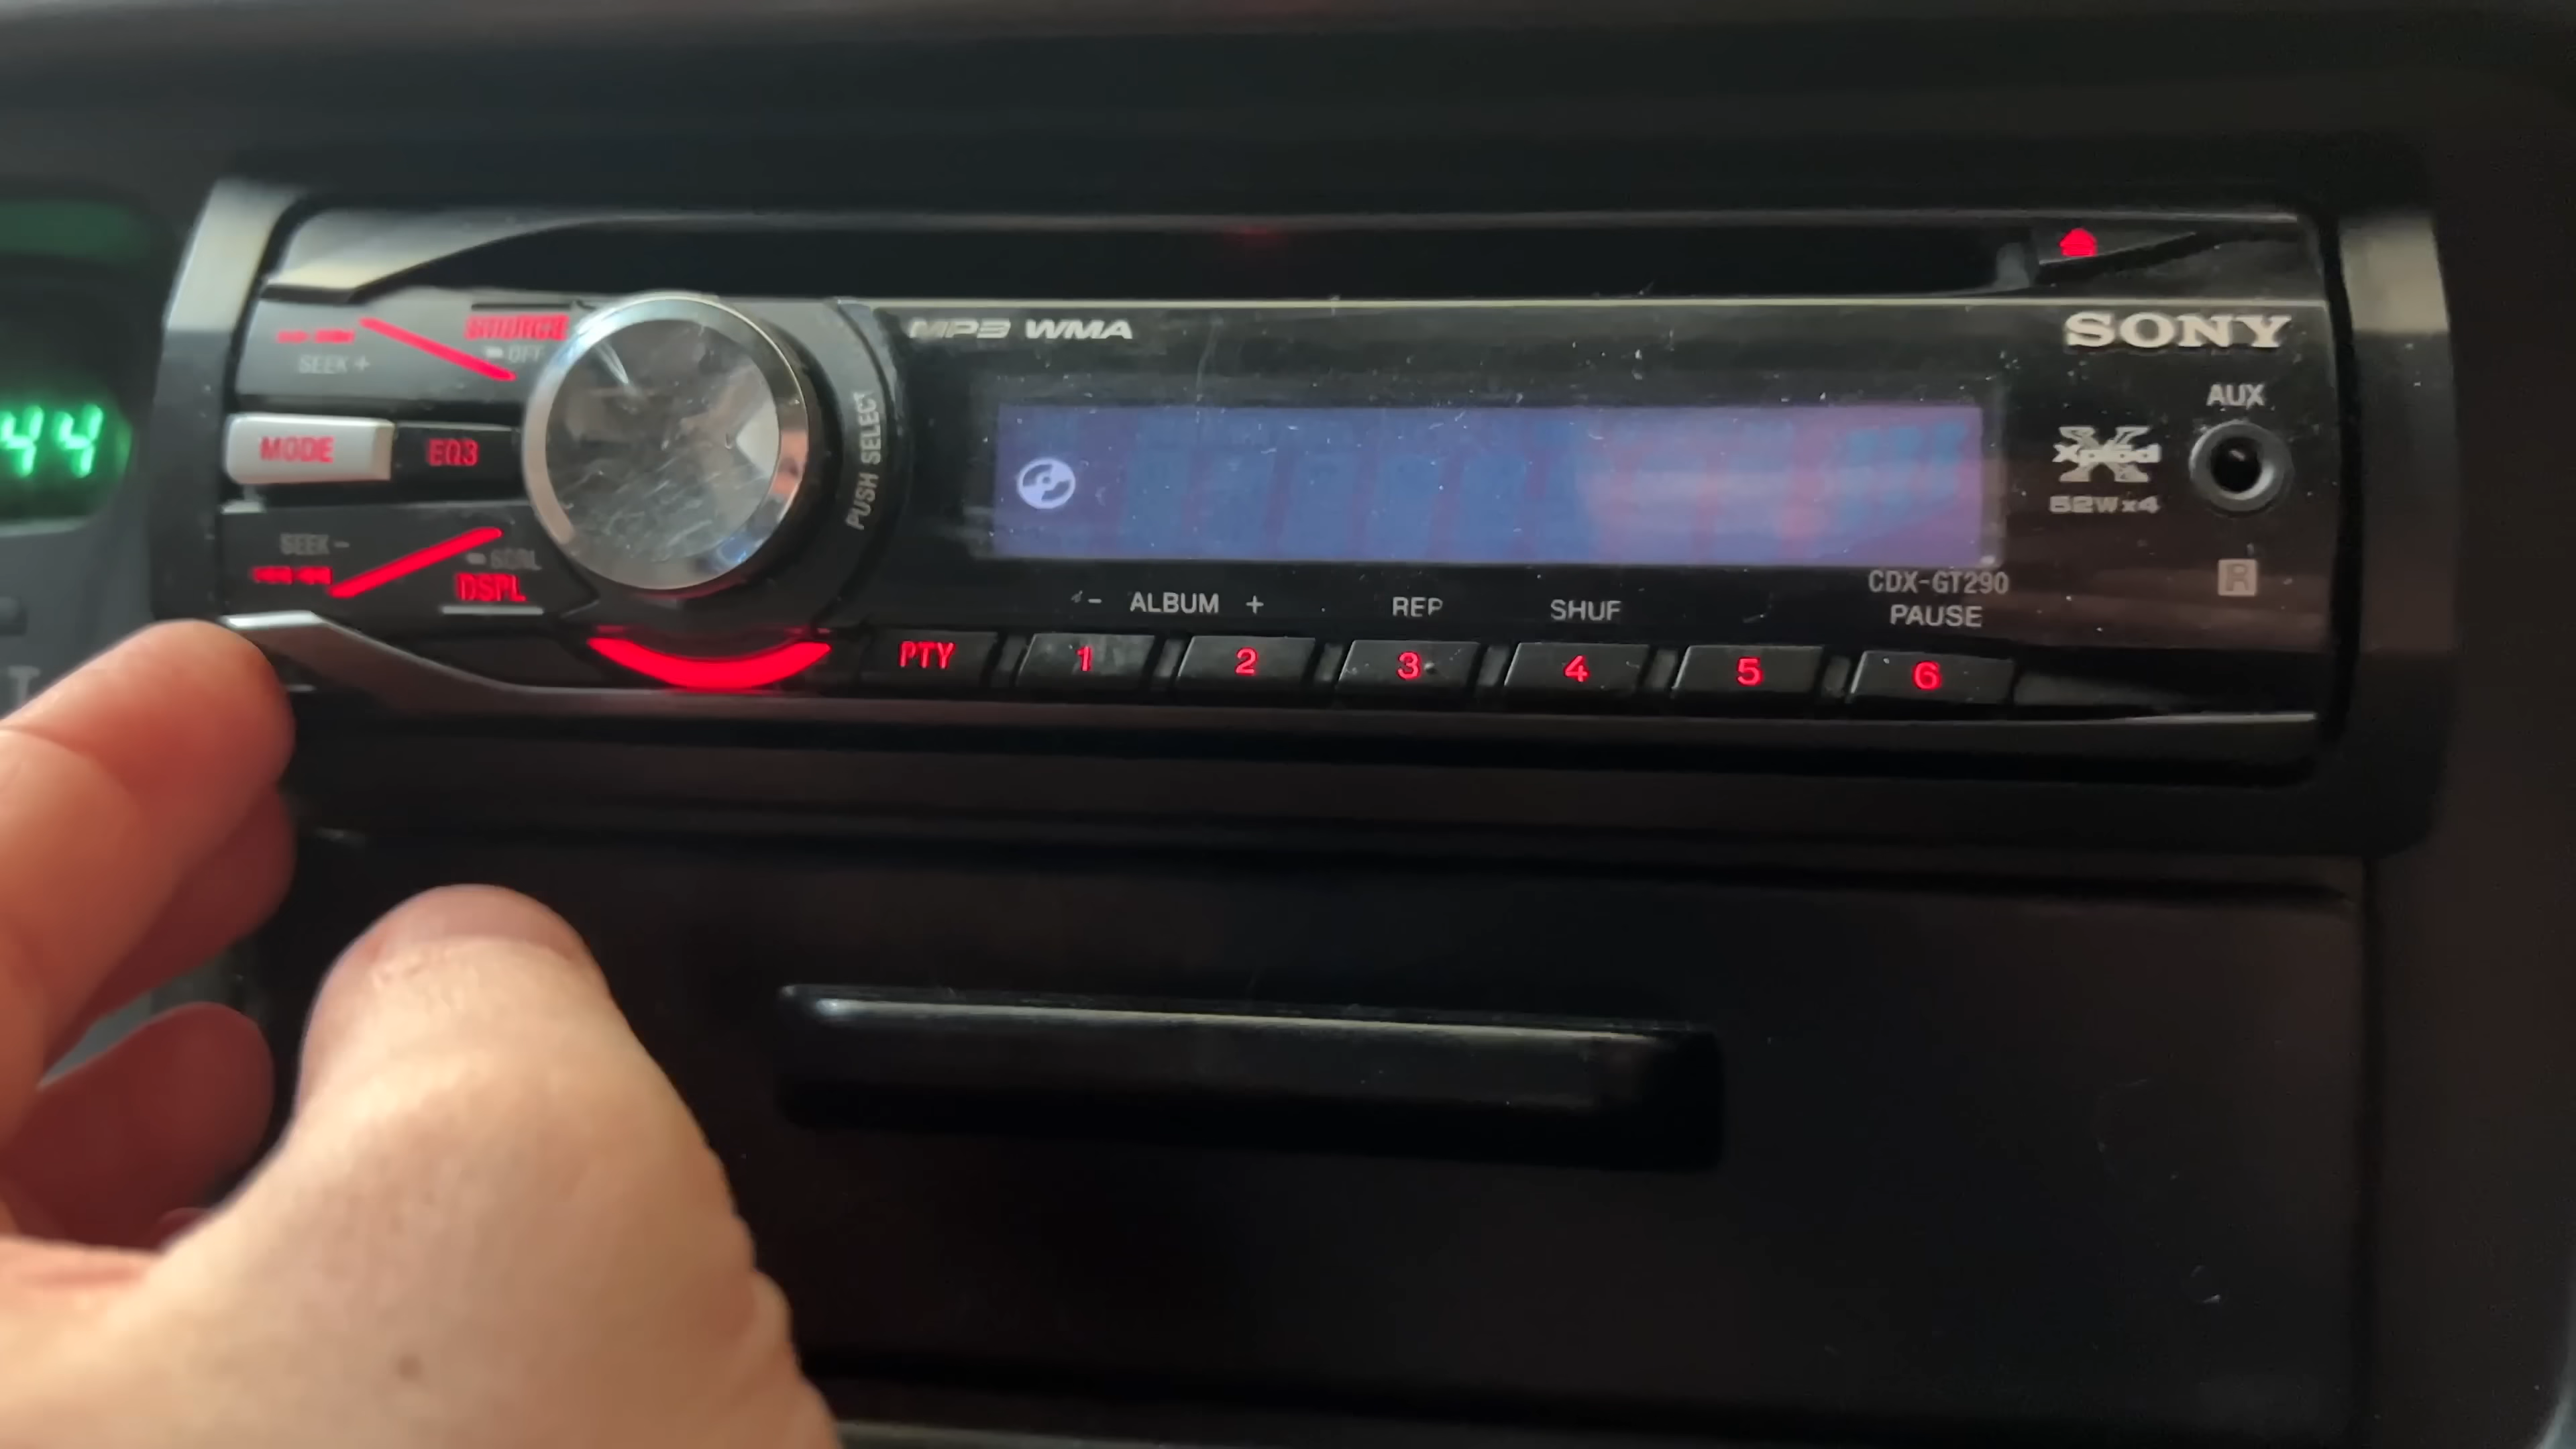 MP3 WMA
SONY
SOURCE
OFF
SEEK +
AUX
44
MODE
EQ3
PUSH SELECT
Xplod
52W x 4
SEEK -
SCRL
DSPL
CDX-GT290
R
- ALBUM +
REP
SHUF
PAUSE
PTY
1
2
3
4
5
6
T